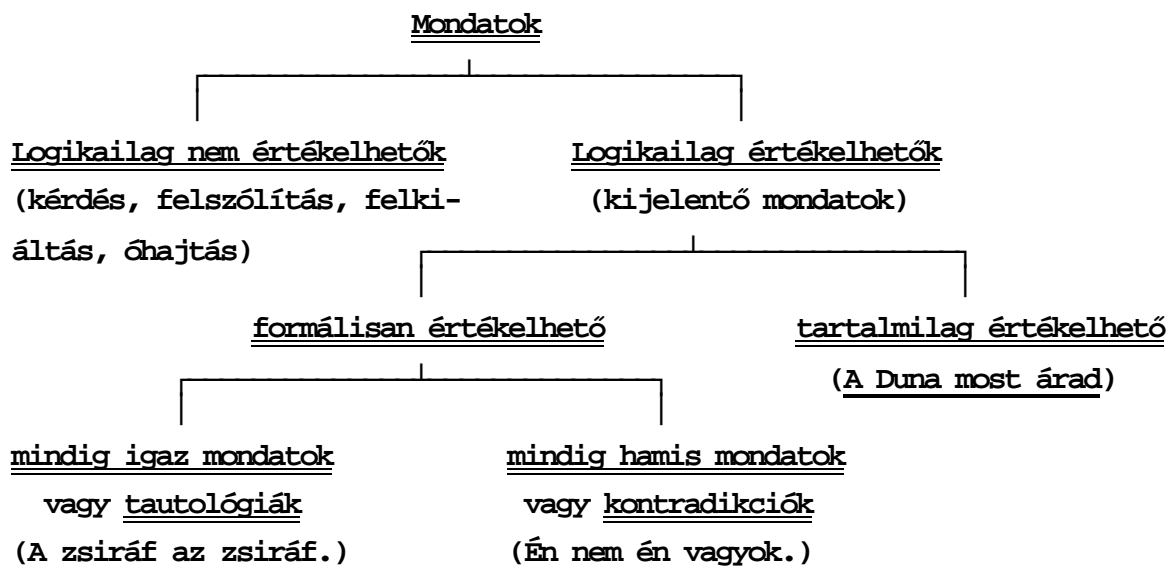 Mondatok
Logikailag nem értékelhetők
(kérdés, felszólítás, felki-
áltás, óhajtás)
Logikailag értékelhetők
(kijelentő mondatok)
formálisan értékelhető
tartalmilag értékelhető
(A Duna most árad)
mindig igaz mondatok
vagy tautológiák
(A zsiráf az zsiráf.)
mindig hamis mondatok
vagy kontradikciók
(Én nem én vagyok.)